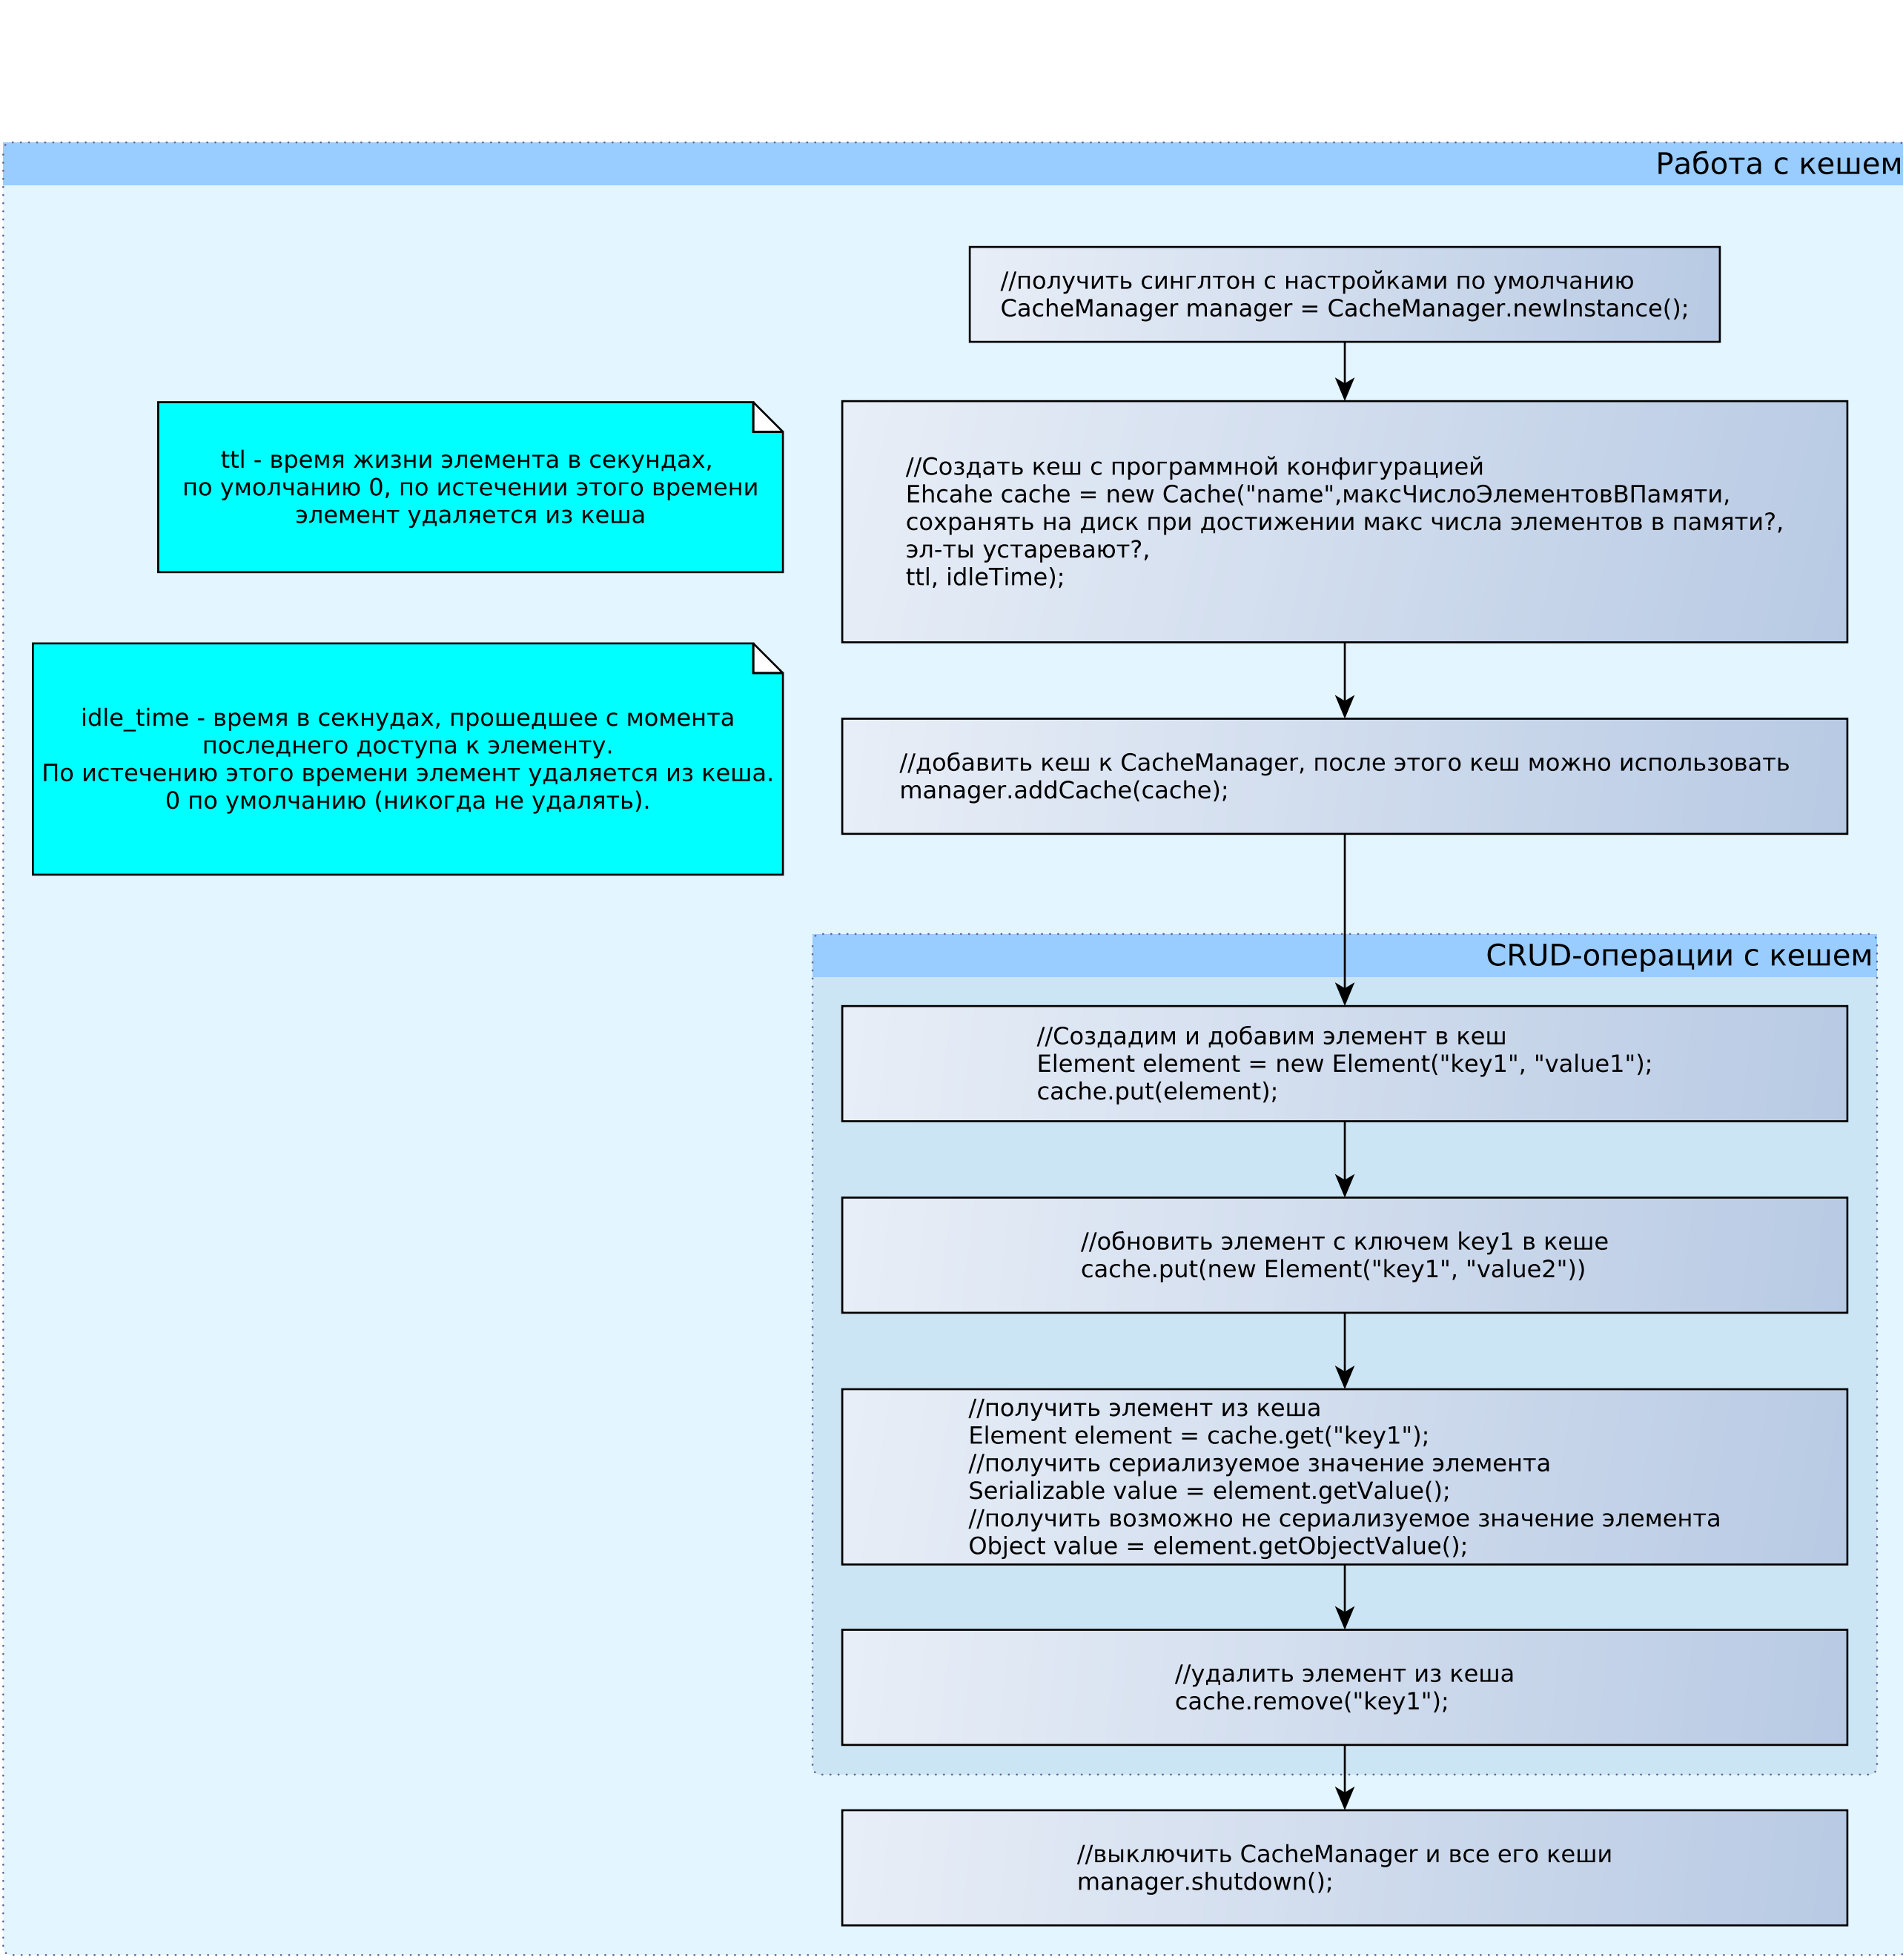 Работа с кешем
//получить синглтон с настройками по умолчанию
CacheManager manager = CacheManager.newInstance();
ttl - время жизни элемента в секундах,
по умолчанию 0, по истечении этого времени
элемент удаляется из кеша
//Создать кеш с программной конфигурацией
Ehcahe cache = new Cache("name",максЧислоЭлементовВПамяти,
сохранять на диск при достижении макс числа элементов в памяти?,
эл-ты устаревают?,
ttl, idleTime);
idle_time - время в секнудах, прошедшее с момента
последнего доступа к элементу.
По истечению этого времени элемент удаляется из кеша.
0 по умолчанию (никогда не удалять).
//добавить кеш к CacheManager, после этого кеш можно использовать
manager.addCache(cache);
CRUD-операции с кешем
//Создадим и добавим элемент в кеш
Element element = new Element("key1", "value1");
cache.put(element);
//обновить элемент с ключем key1 в кеше
cache.put(new Element("key1", "value2"))
//получить элемент из кеша
Element element = cache.get("key1");
//получить сериализуемое значение элемента
Serializable value = element.getValue();
//получить возможно не сериализуемое значение элемента
Object value = element.getObjectValue();
//удалить элемент из кеша
cache.remove("key1");
//выключить CacheManager и все его кеши
manager.shutdown();